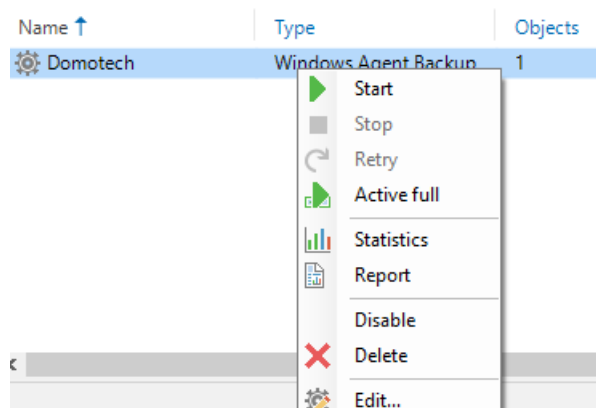 Name Type Objects
Domotech Windows Agent Backup 1
Start
Stop
Retry
Active full
Statistics
Report
Disable
Delete
Edit...